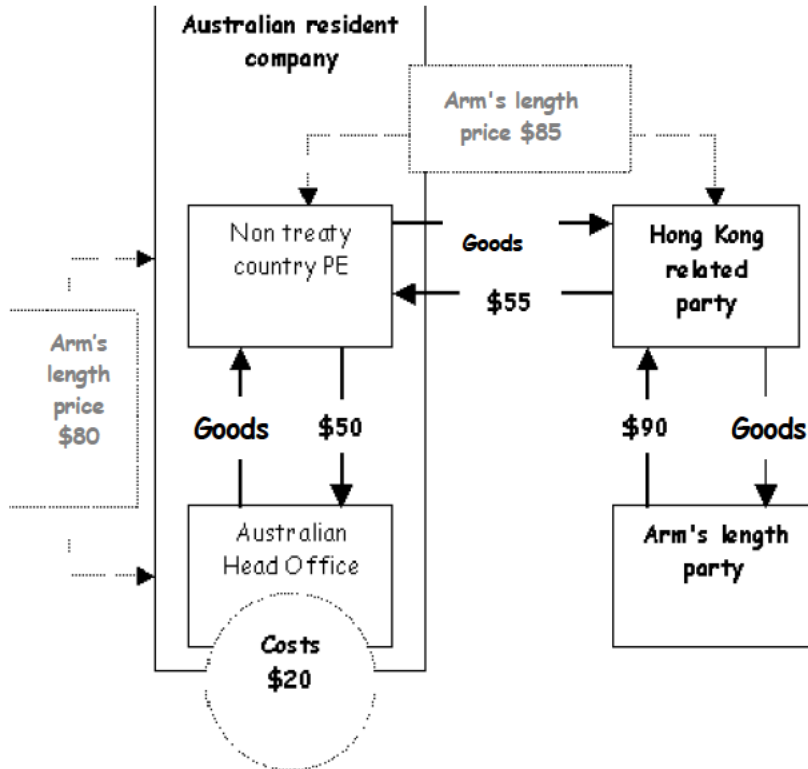 Australian resident
company
Arm's length
price $85
Non treaty
country PE
Goods
$55
Hong Kong
related
party
Arm's
length
price
$80
Goods
$50
$90
Goods
Australian
Head Office
Arm's length
party
Costs
$20